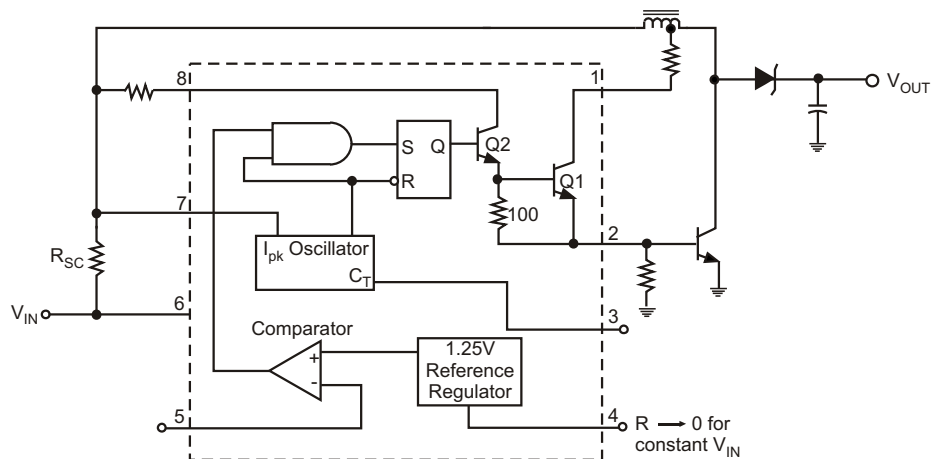 8
1
V_OUT
S
Q
Q2
R
Q1
7
100
2
I_pk Oscillator
C_T
R_SC
V_IN
6
3
Comparator
+
-
1.25V
Reference
Regulator
5
4
R → 0 for
constant V_IN